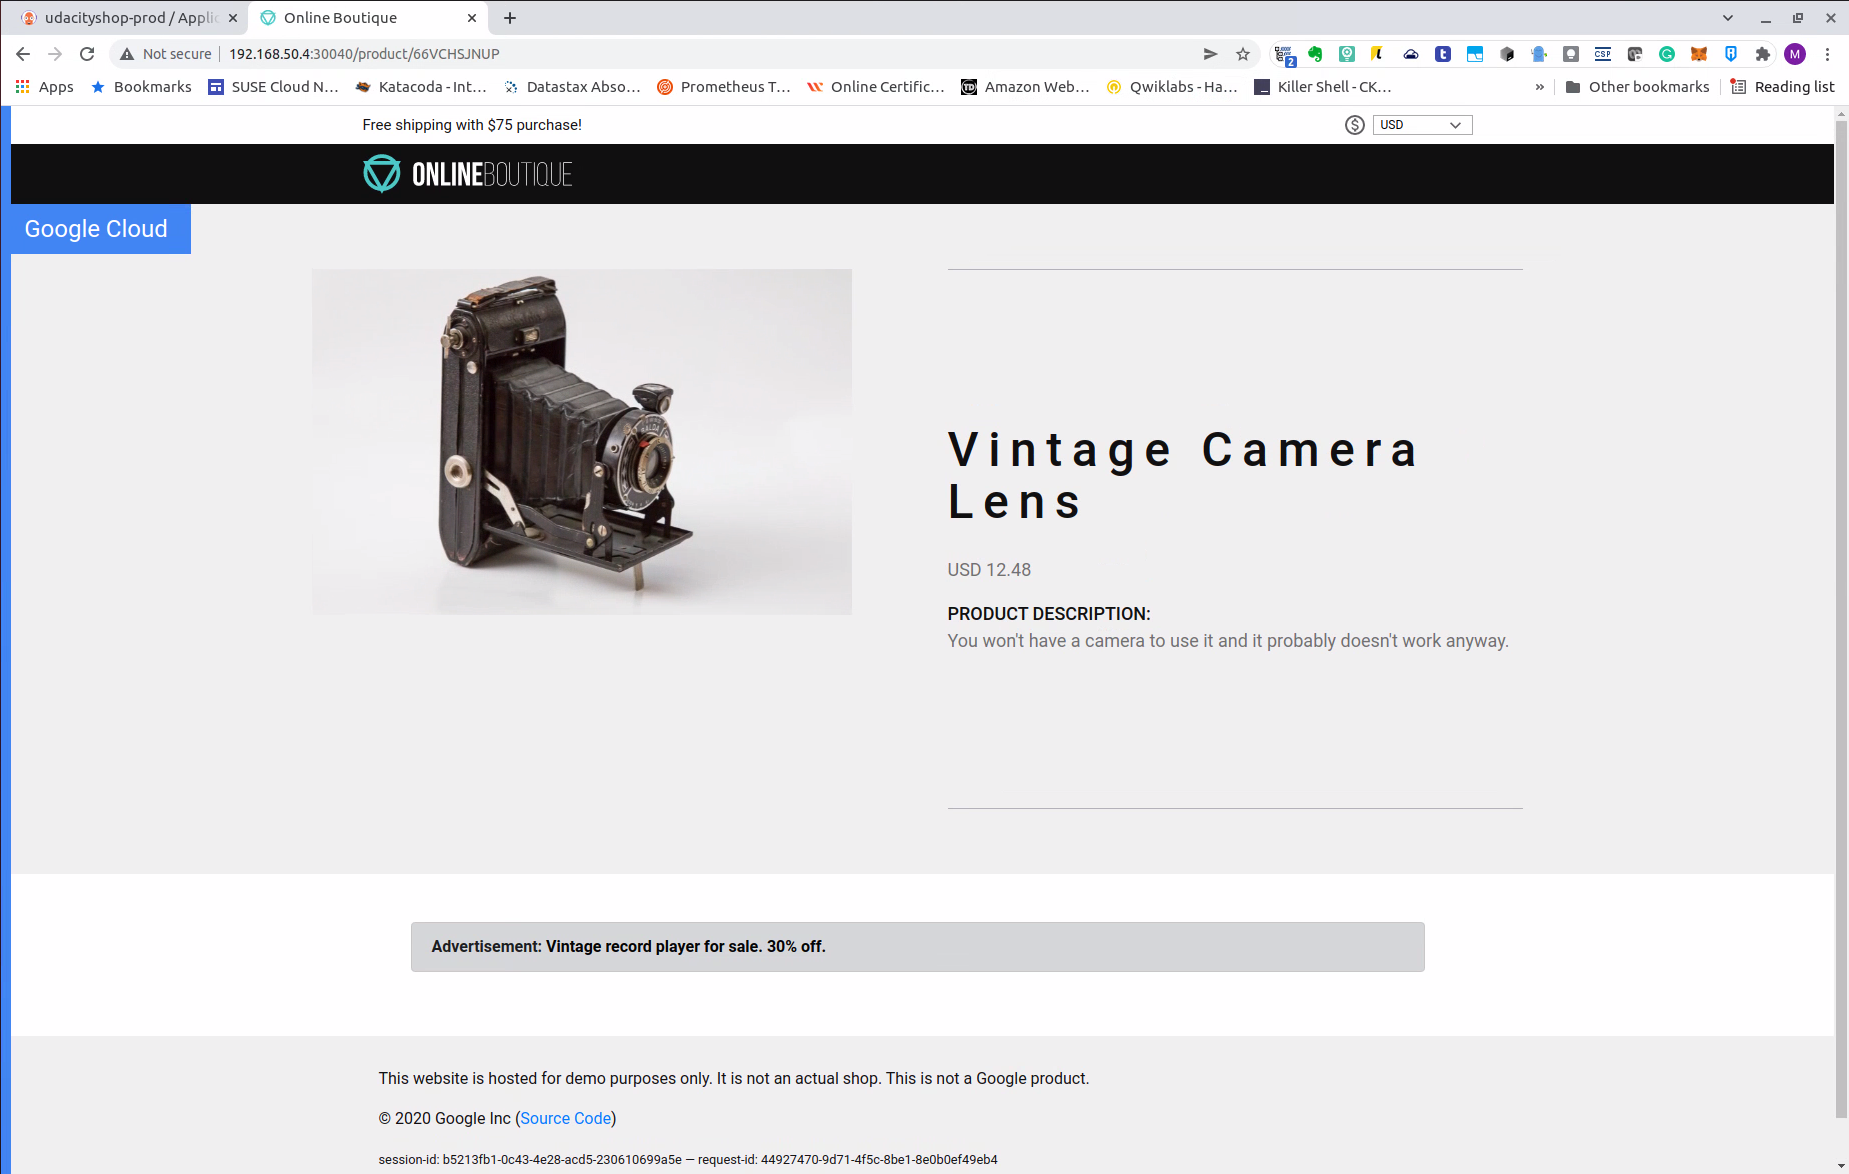 udacityshop-prod / Applic
Online Boutique
Not secure
192.168.50.4:30040/product/66VCHSJNUP
2
M
Apps
Bookmarks
SUSE Cloud N...
Katacoda - Int...
Datastax Abso...
Prometheus T...
Online Certific...
Amazon Web...
Qwiklabs - Ha...
Killer Shell - CK...
»
Other bookmarks
Reading list
Free shipping with $75 purchase!
$
USD
ONLINEBOUTIQUE
Google Cloud
Vintage Camera
Lens
USD 12.48
PRODUCT DESCRIPTION:
You won't have a camera to use it and it probably doesn't work anyway.
Advertisement: Vintage record player for sale. 30% off.
This website is hosted for demo purposes only. It is not an actual shop. This is not a Google product.
© 2020 Google Inc (Source Code)
session-id: b5213fb1-0c43-4e28-acd5-230610699a5e — request-id: 44927470-9d71-4f5c-8be1-8e0b0ef49eb4